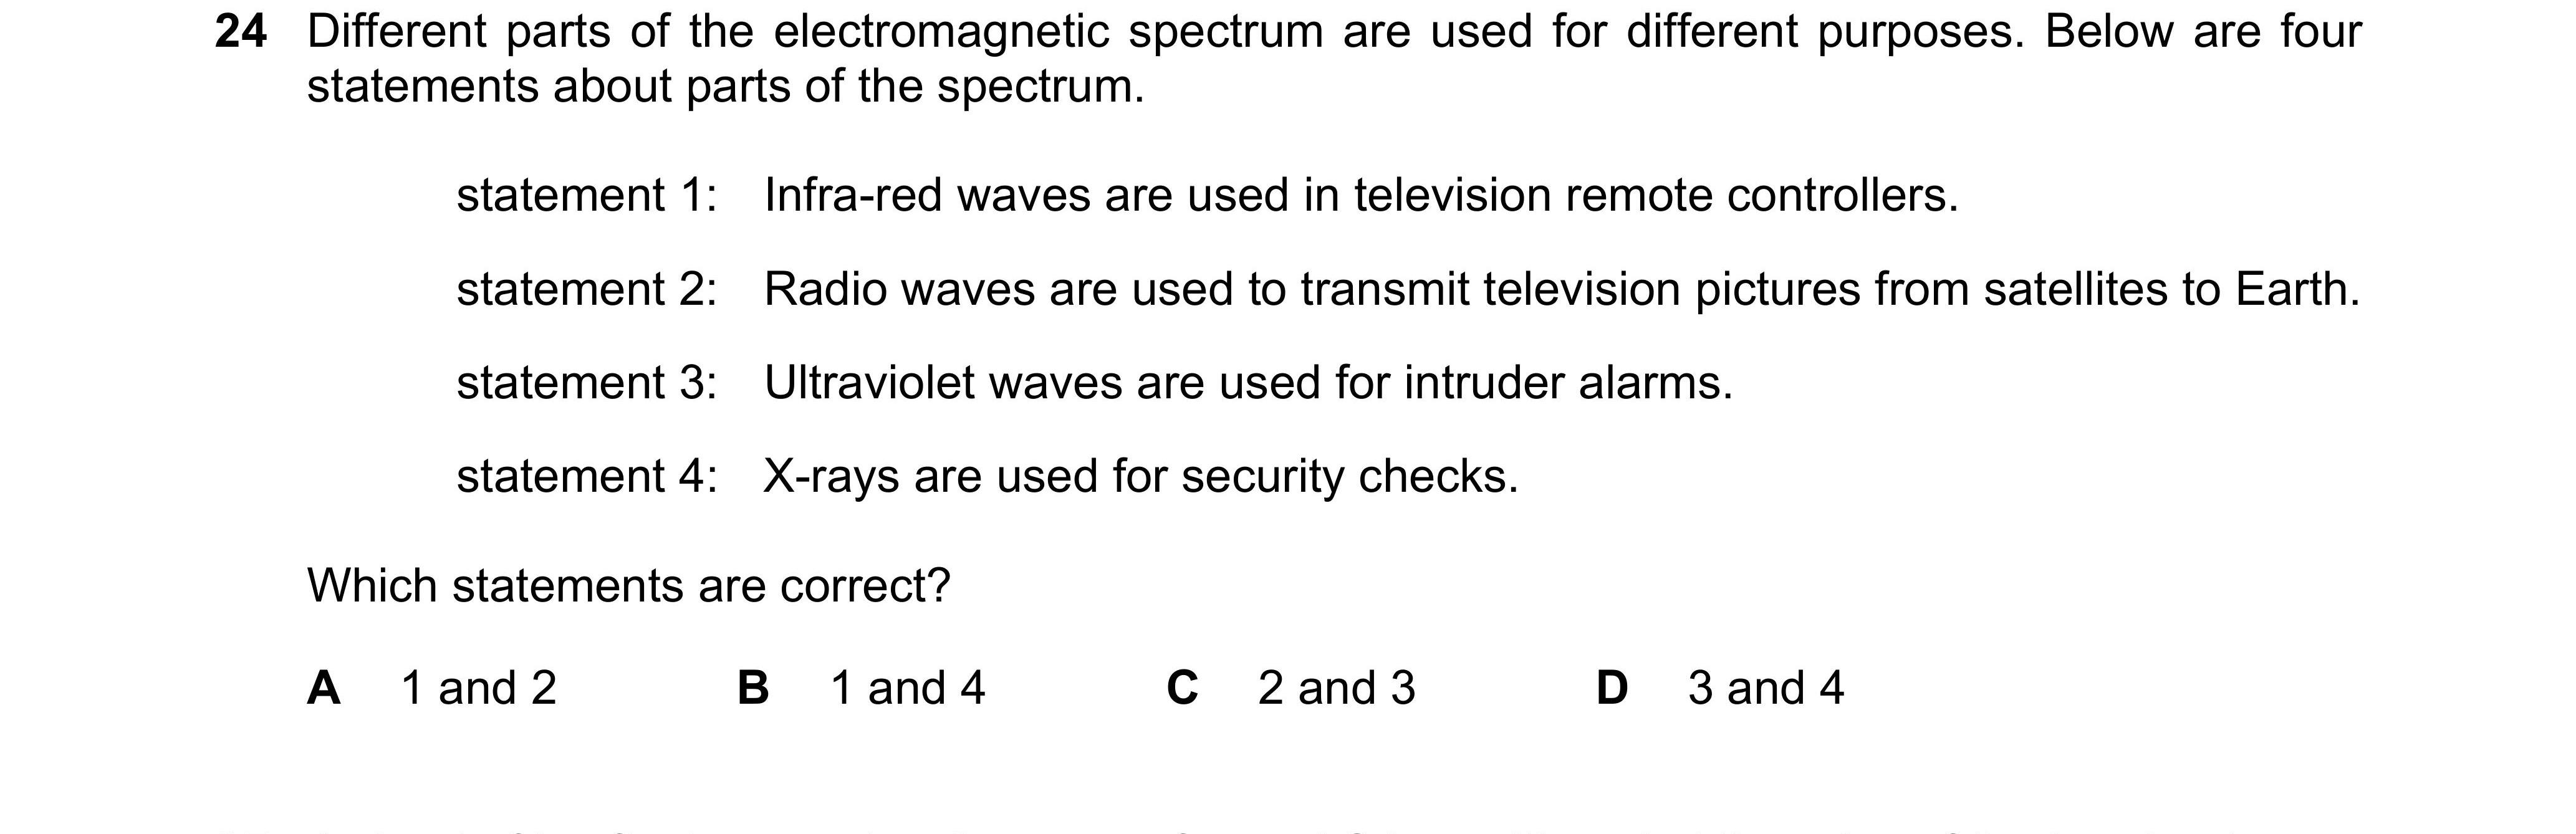 24 Different parts of the electromagnetic spectrum are used for different purposes. Below are four
statements about parts of the spectrum.
statement 1: Infra-red waves are used in television remote controllers.
statement 2: Radio waves are used to transmit television pictures from satellites to Earth.
statement 3: Ultraviolet waves are used for intruder alarms.
statement 4: X-rays are used for security checks.
Which statements are correct?
A 1 and 2 B 1 and 4 C 2 and 3 D 3 and 4